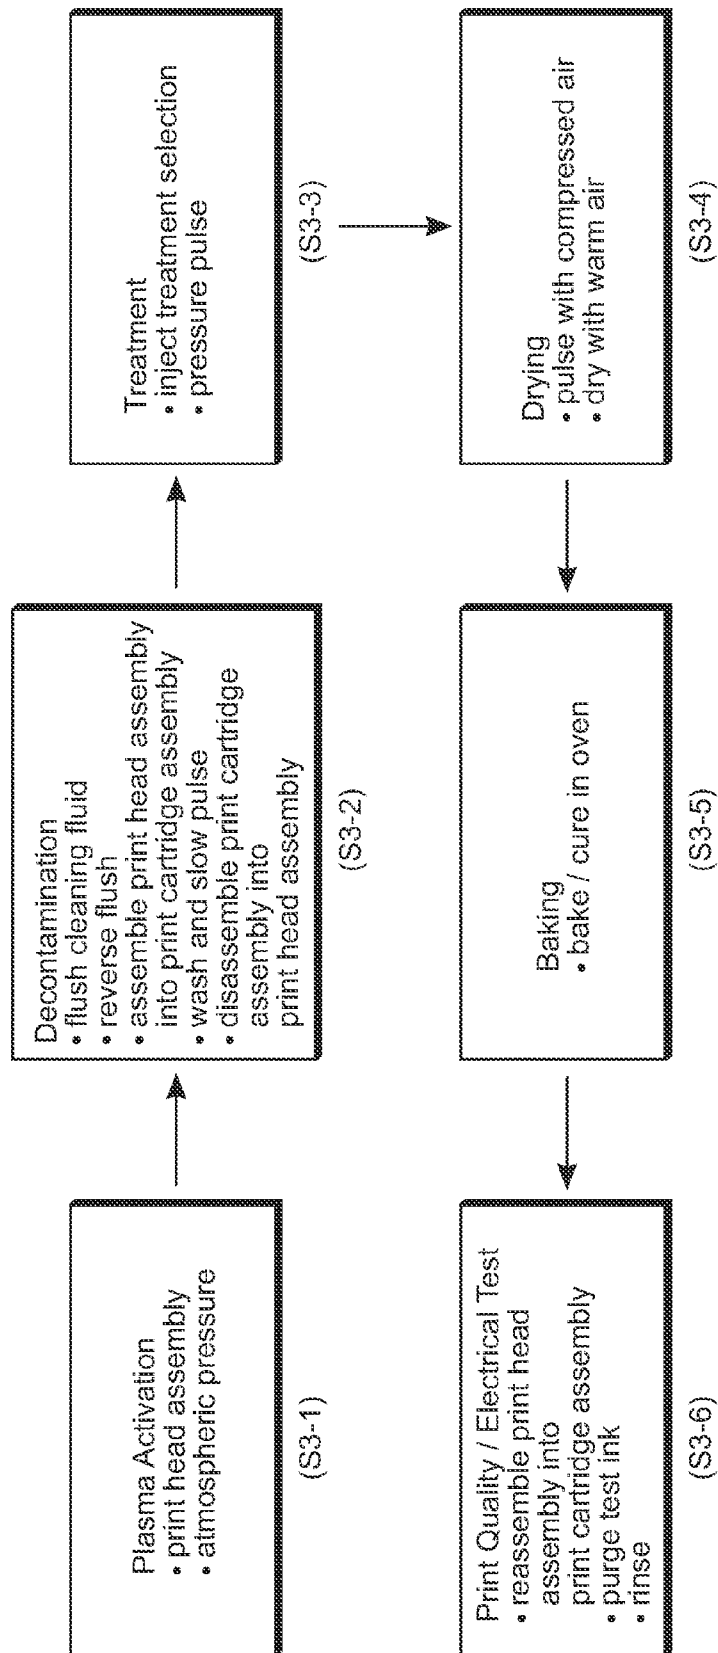 Plasma Activation
• print head assembly
• atmospheric pressure
(S3-1)
Decontamination
• flush cleaning fluid
• reverse flush
• assemble print head assembly
into print cartridge assembly
• wash and slow pulse
• disassemble print cartridge
assembly into
print head assembly
(S3-2)
Treatment
• inject treatment selection
• pressure pulse
(S3-3)
Drying
• pulse with compressed air
• dry with warm air
(S3-4)
Baking
• bake / cure in oven
(S3-5)
Print Quality / Electrical Test
• reassemble print head
assembly into
print cartridge assembly
• purge test ink
• rinse
(S3-6)